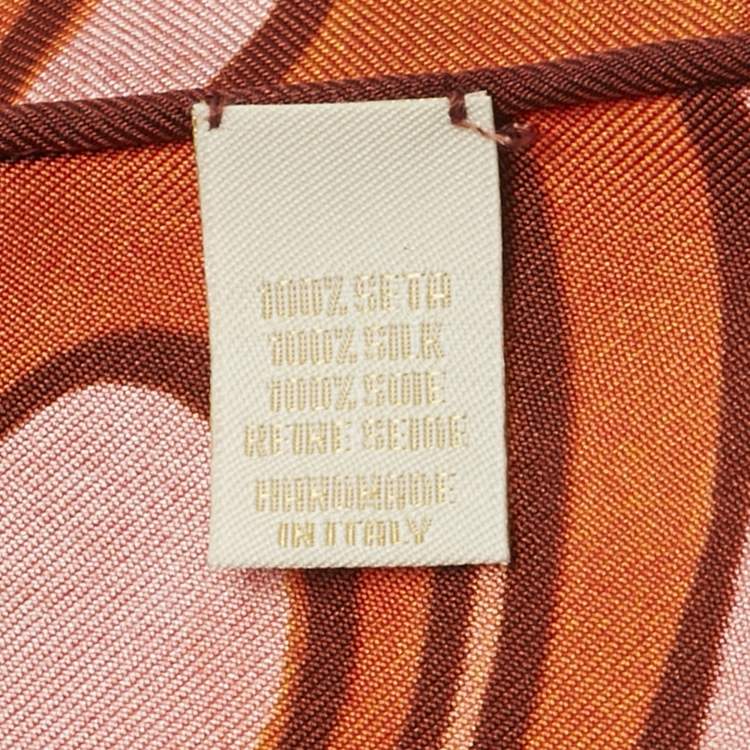 100% SETA
100% SILK
100% SOIE
REINE SEIDE
HANDMADE
IN ITALY